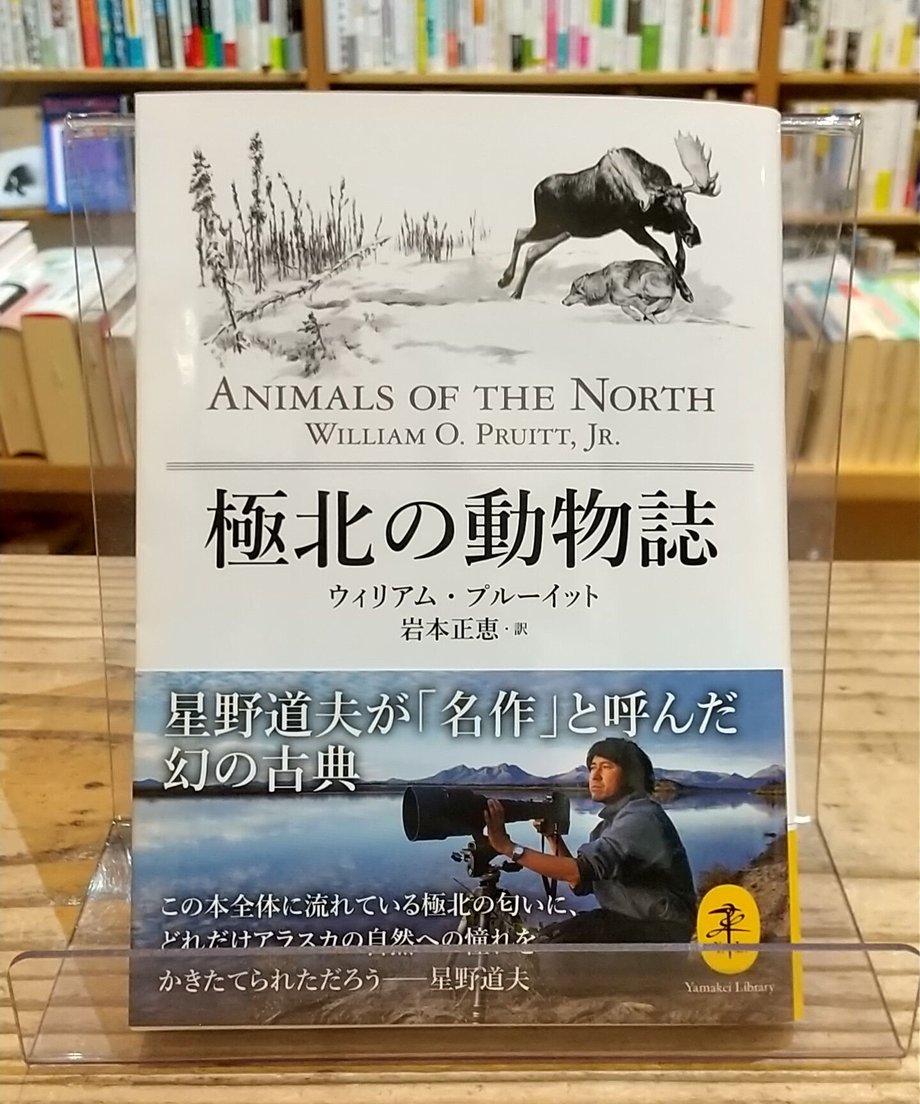 ANIMALS OF THE NORTH
WILLIAM O. PRUITT, JR.
極北の動物誌
ウィリアム・プルーイット
岩本正恵・訳
星野道夫が「名作」と呼んだ
幻の古典
この本全体に流れている極北の匂いに、
どれだけアラスカの自然への憧れを
かきたてられただろう——星野道夫
Yamakei Library